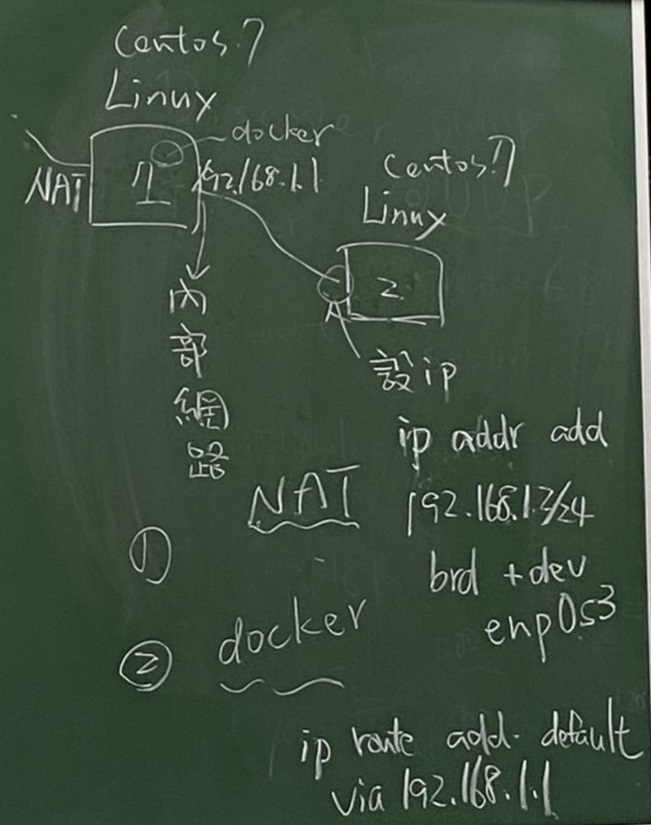 Centos 7
Linux
docker
NAT
1
192.168.1.1
內部網路
Centos 7
Linux
2
設ip
ip addr add
192.168.1.2/24
brd + dev
enp0s3
①
NAT
②
docker
ip route add default
via 192.168.1.1